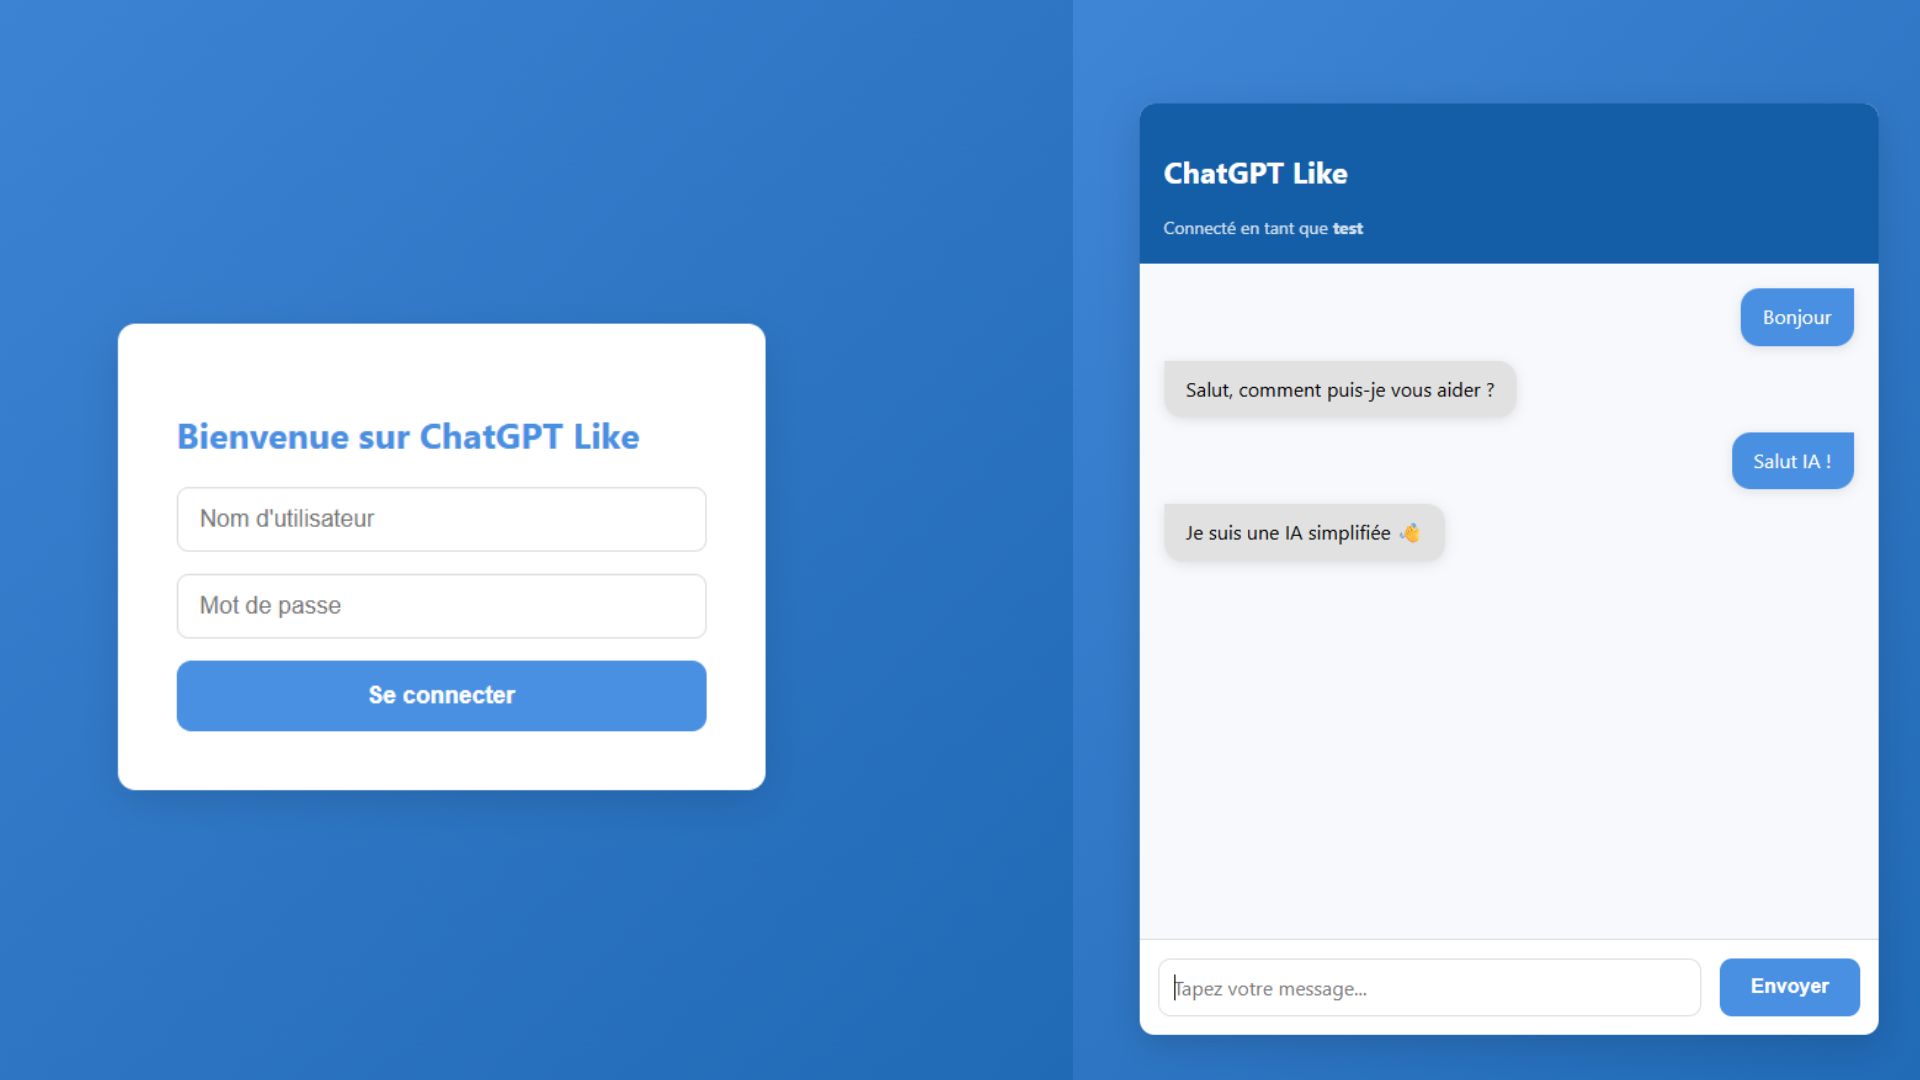 Bienvenue sur ChatGPT Like
Nom d'utilisateur
Mot de passe
Se connecter
ChatGPT Like
Connecté en tant que test
Bonjour
Salut, comment puis-je vous aider ?
Salut IA !
Je suis une IA simplifiée 👋
Tapez votre message...
Envoyer